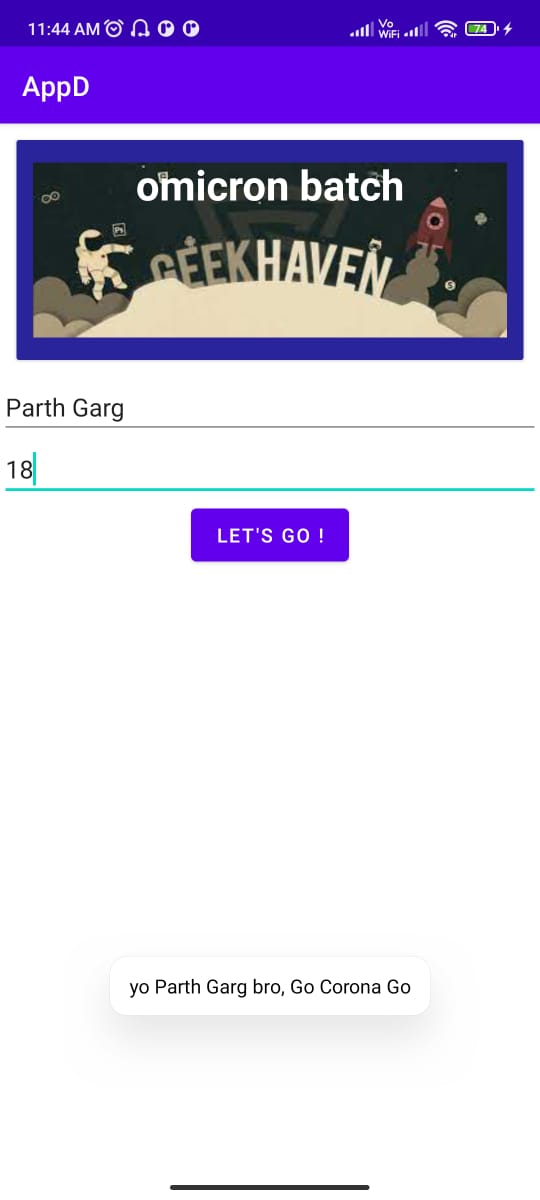 11:44 AM
Vo
WiFi
74
AppD
omicron batch
Ps
GEEKHAVEN
Parth Garg
18
LET'S GO !
yo Parth Garg bro, Go Corona Go